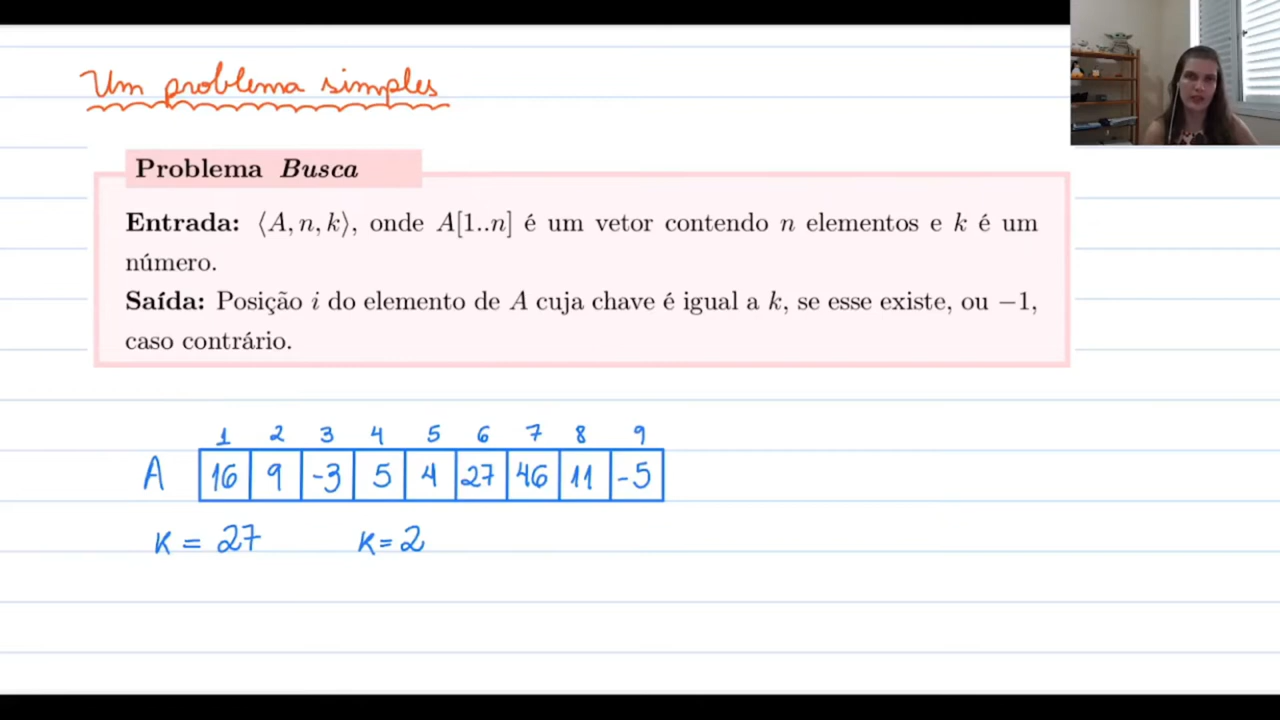 Um problema simples
Problema Busca
Entrada: ⟨A, n, k⟩, onde A[1..n] é um vetor contendo n elementos e k é um
número.
Saída: Posição i do elemento de A cuja chave é igual a k, se esse existe, ou −1,
caso contrário.
1 2 3 4 5 6 7 8 9
A 16 9 -3 5 4 27 46 11 -5
K = 27 K = 2